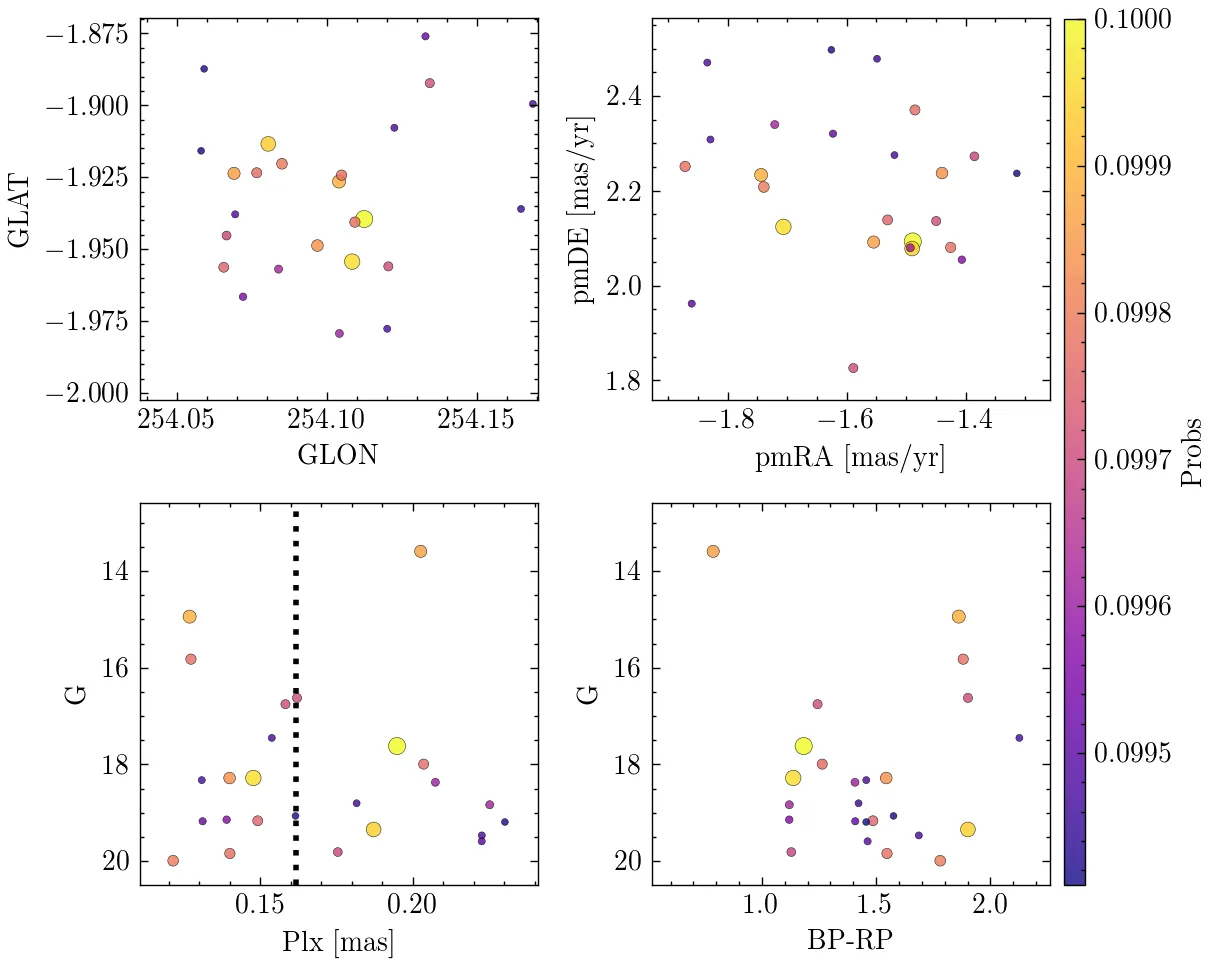 −1.875
−1.900
−1.925
−1.950
−1.975
−2.000
GLAT
254.05 254.10 254.15
GLON
2.4
2.2
2.0
1.8
pmDE [mas/yr]
−1.8 −1.6 −1.4
pmRA [mas/yr]
0.1000
0.0999
0.0998
0.0997
0.0996
0.0995
Probs
14
16
18
20
G
0.15 0.20
Plx [mas]
14
16
18
20
G
1.0 1.5 2.0
BP-RP